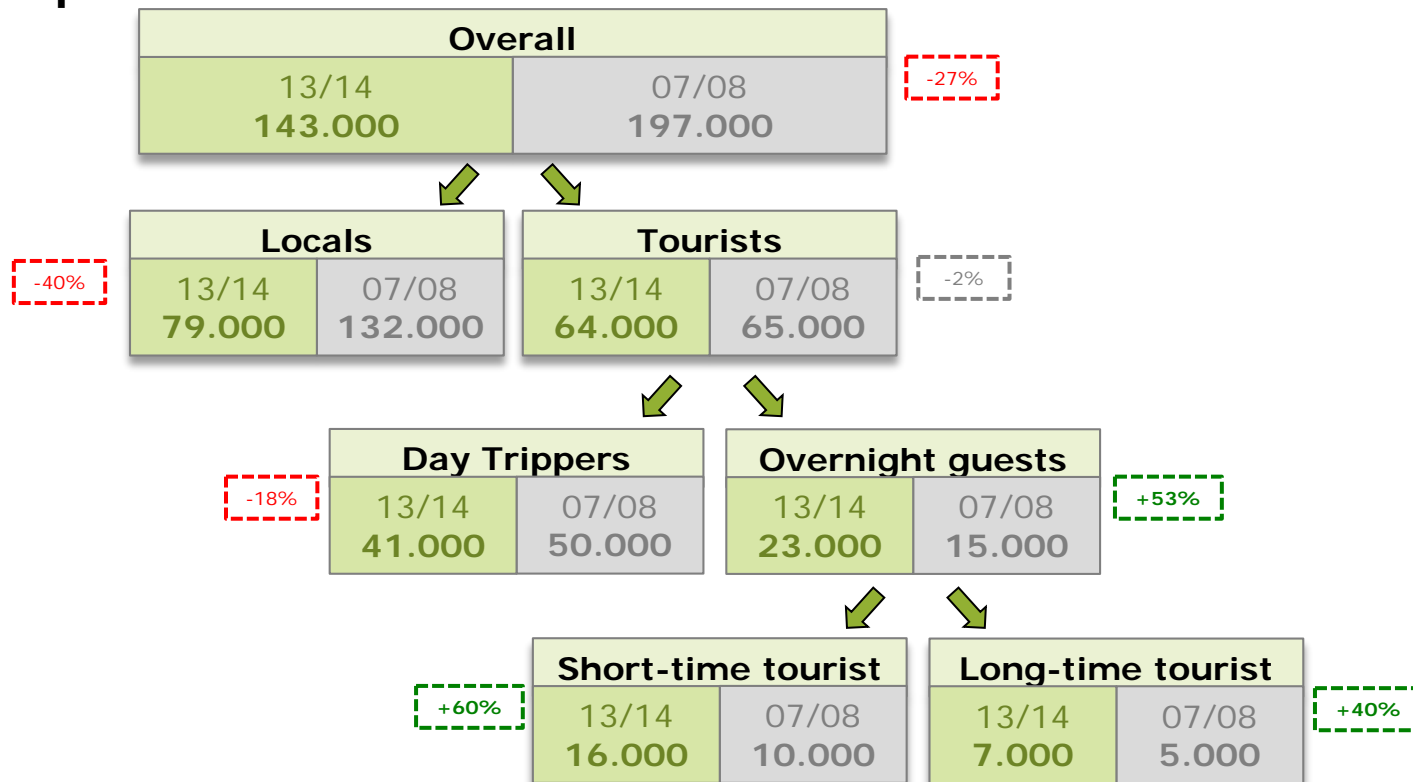 Overall
13/14 07/08
143.000 197.000
-27%
Locals Tourists
13/14 07/08 13/14 07/08
79.000 132.000 64.000 65.000
-40%
-2%
Day Trippers Overnight guests
13/14 07/08 13/14 07/08
41.000 50.000 23.000 15.000
-18%
+53%
Short-time tourist Long-time tourist
13/14 07/08 13/14 07/08
16.000 10.000 7.000 5.000
+60%
+40%